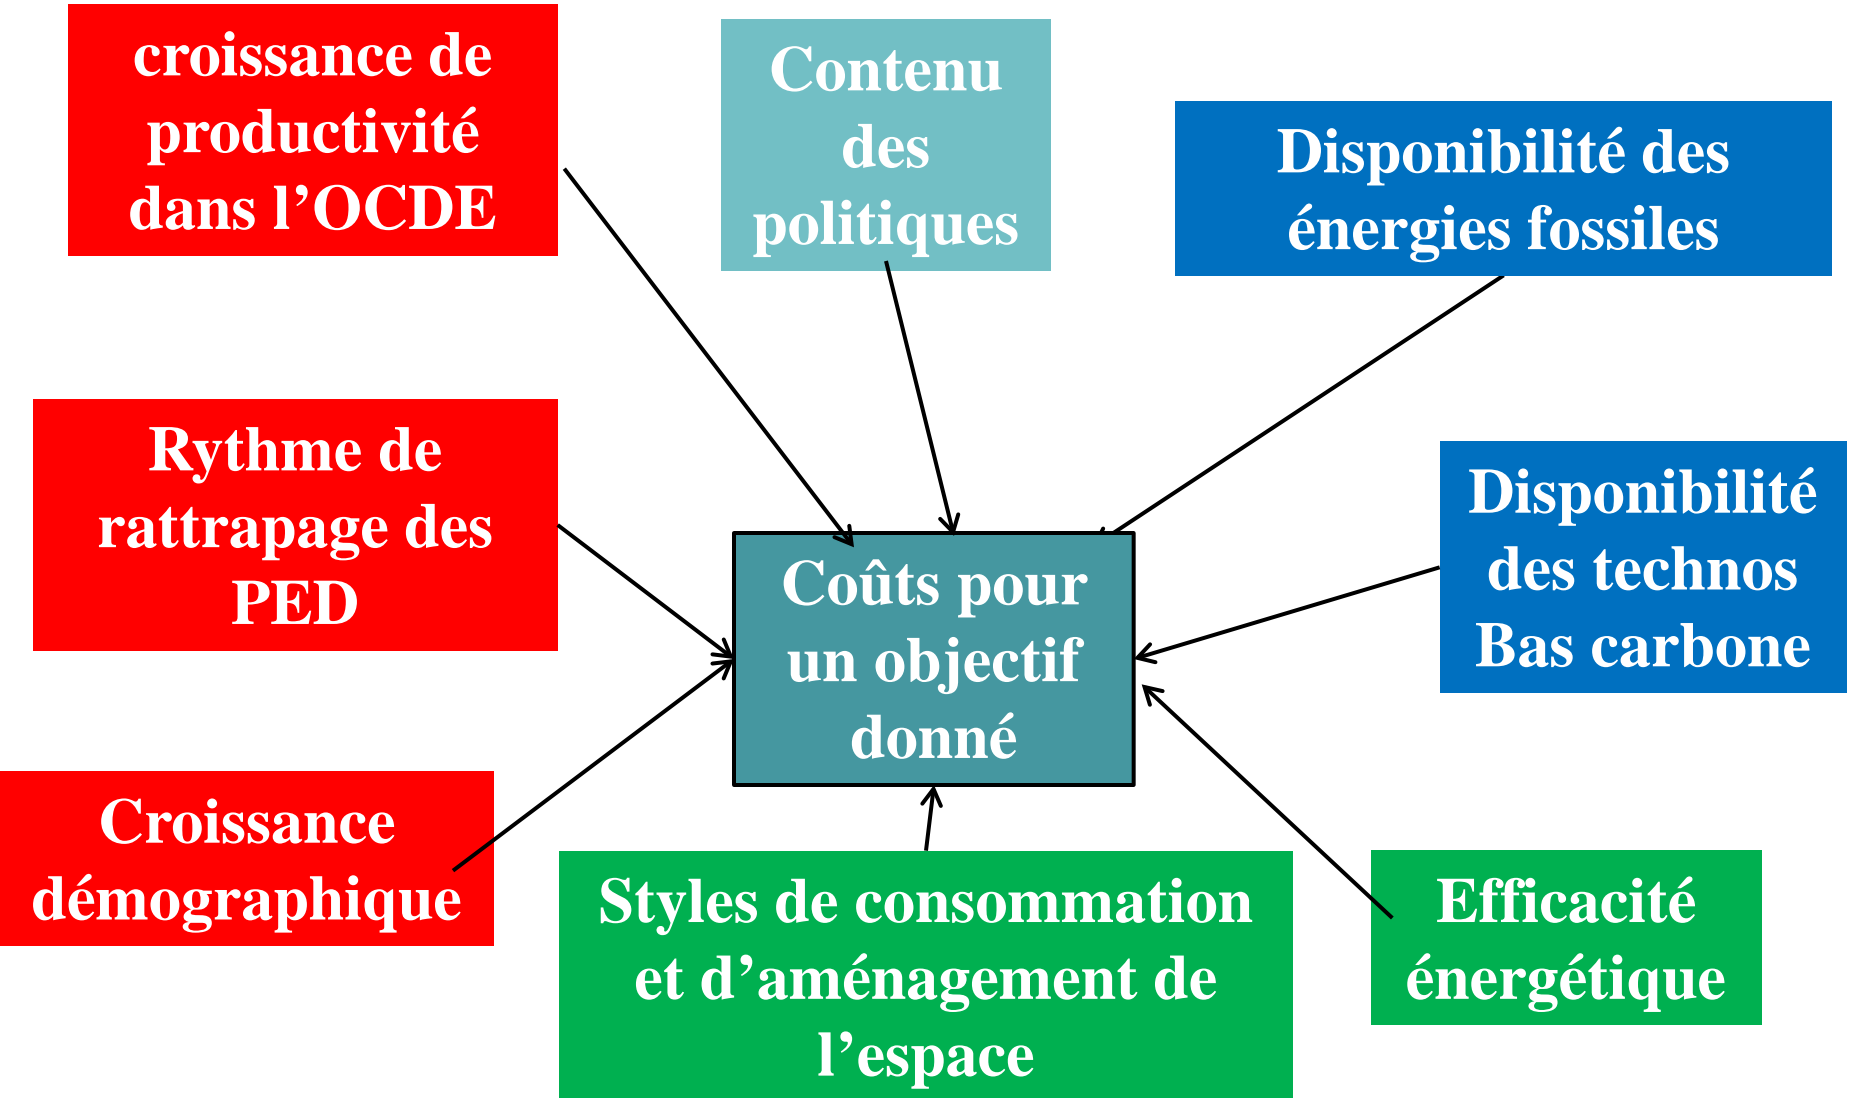 croissance de
productivité
dans l’OCDE
Contenu
des
politiques
Disponibilité des
énergies fossiles
Rythme de
rattrapage des
PED
Disponibilité
des technos
Bas carbone
Coûts pour
un objectif
donné
Croissance
démographique
Styles de consommation
et d’aménagement de
l’espace
Efficacité
énergétique